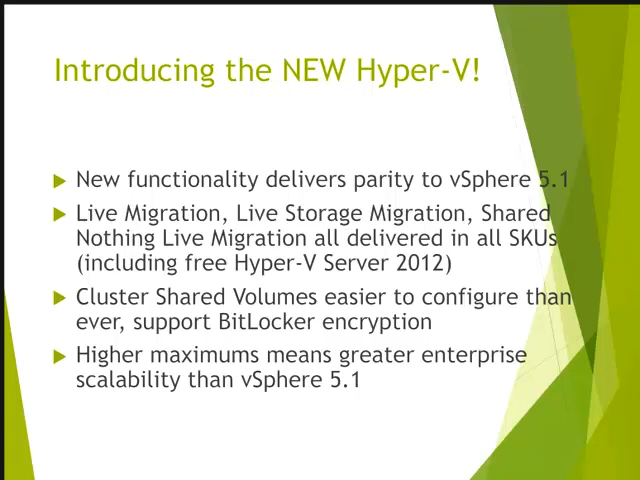 Introducing the NEW Hyper-V!
New functionality delivers parity to vSphere 5.1
Live Migration, Live Storage Migration, Shared
Nothing Live Migration all delivered in all SKUs
(including free Hyper-V Server 2012)
Cluster Shared Volumes easier to configure than
ever, support BitLocker encryption
Higher maximums means greater enterprise
scalability than vSphere 5.1